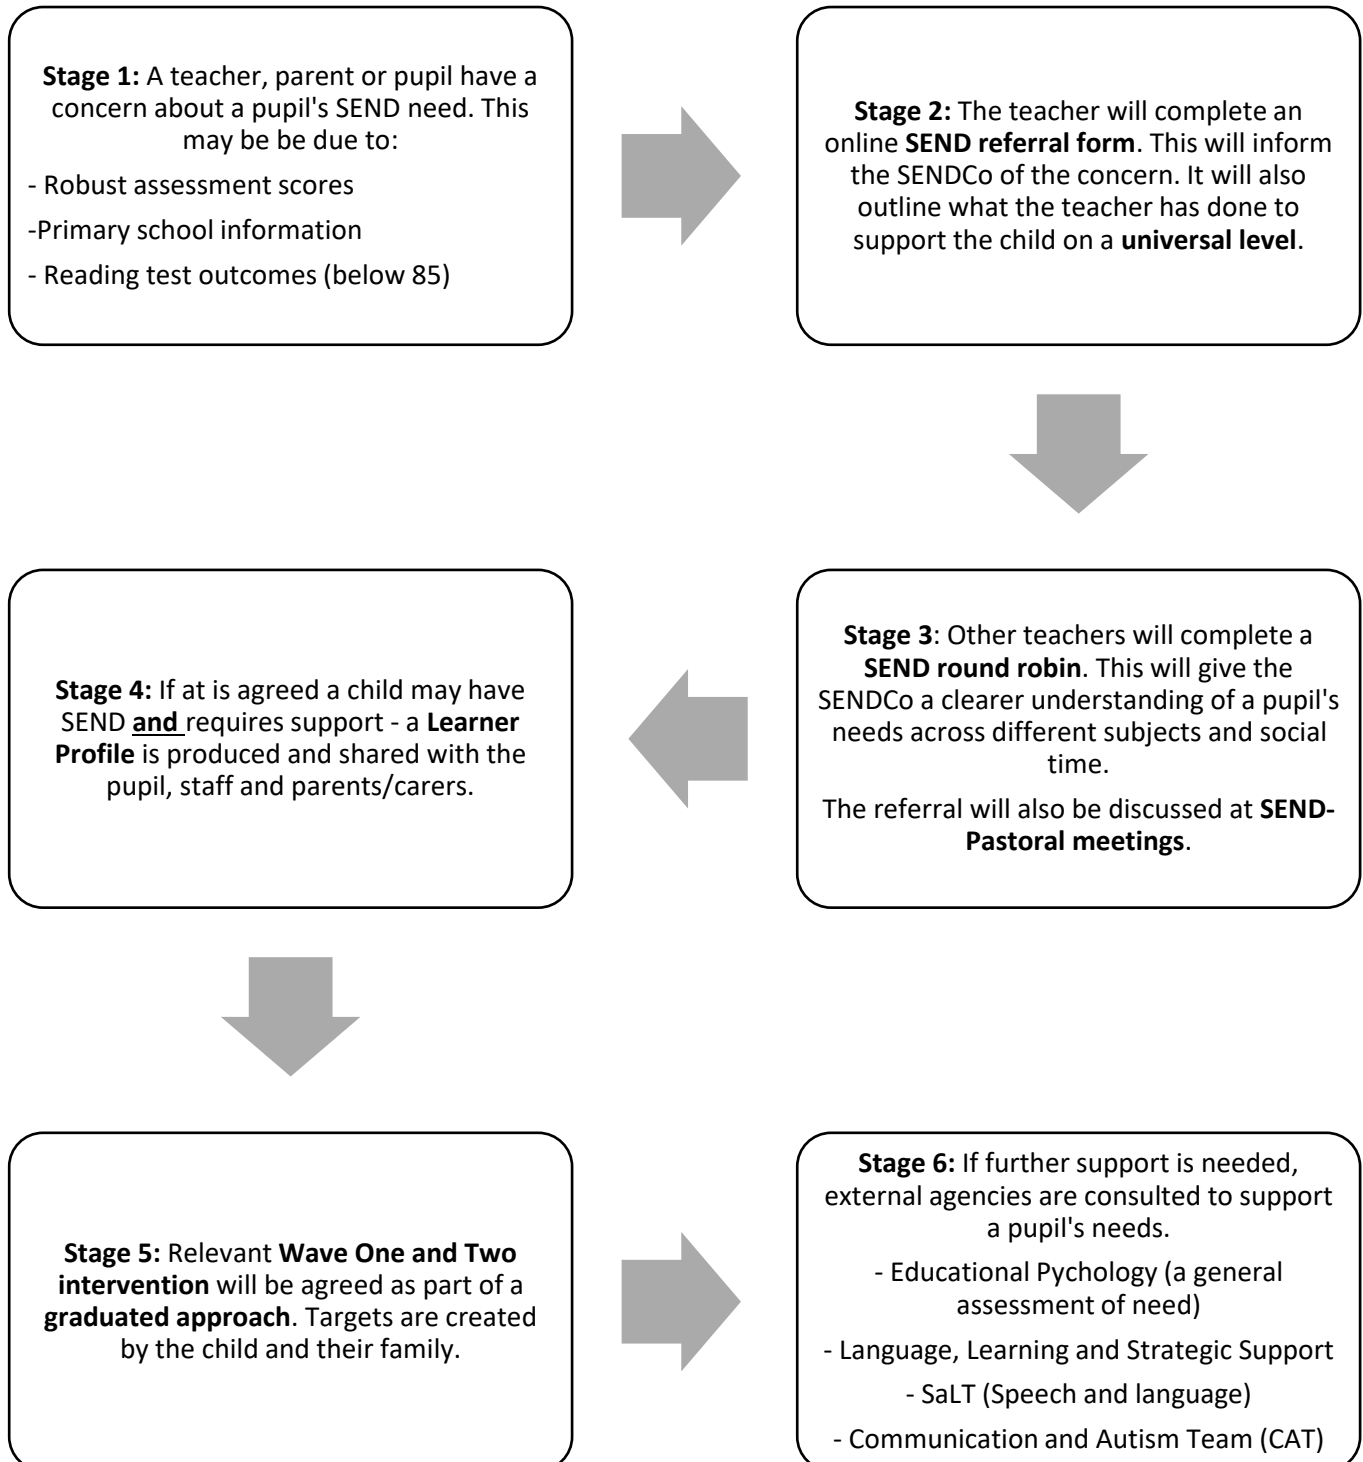 Stage 1: A teacher, parent or pupil have a
concern about a pupil's SEND need. This
may be be due to:
- Robust assessment scores
-Primary school information
- Reading test outcomes (below 85)
Stage 2: The teacher will complete an
online SEND referral form. This will inform
the SENDCo of the concern. It will also
outline what the teacher has done to
support the child on a universal level.
Stage 3: Other teachers will complete a
SEND round robin. This will give the
SENDCo a clearer understanding of a pupil's
needs across different subjects and social
time.
The referral will also be discussed at SEND-
Pastoral meetings.
Stage 4: If at is agreed a child may have
SEND and requires support - a Learner
Profile is produced and shared with the
pupil, staff and parents/carers.
Stage 5: Relevant Wave One and Two
intervention will be agreed as part of a
graduated approach. Targets are created
by the child and their family.
Stage 6: If further support is needed,
external agencies are consulted to support
a pupil's needs.
- Educational Pychology (a general
assessment of need)
- Language, Learning and Strategic Support
- SaLT (Speech and language)
- Communication and Autism Team (CAT)